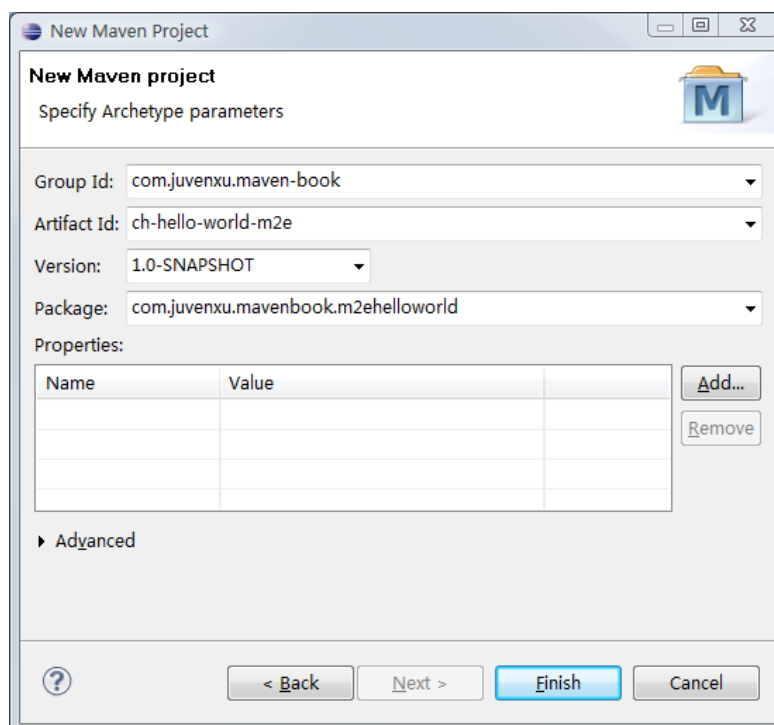 New Maven Project
New Maven project
Specify Archetype parameters
M
Group Id: com.juvenxu.maven-book
Artifact Id: ch-hello-world-m2e
Version: 1.0-SNAPSHOT
Package: com.juvenxu.mavenbook.m2ehelloworld
Properties:
Name Value
Add...
Remove
Advanced
? < Back Next > Finish Cancel